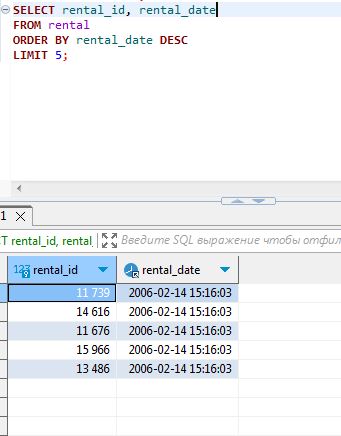 SELECT rental_id, rental_date
FROM rental
ORDER BY rental_date DESC
LIMIT 5;
1
T rental_id, rental_ Введите SQL выражение чтобы отфил
123 rental_id rental_date
11 739 2006-02-14 15:16:03
14 616 2006-02-14 15:16:03
11 676 2006-02-14 15:16:03
15 966 2006-02-14 15:16:03
13 486 2006-02-14 15:16:03